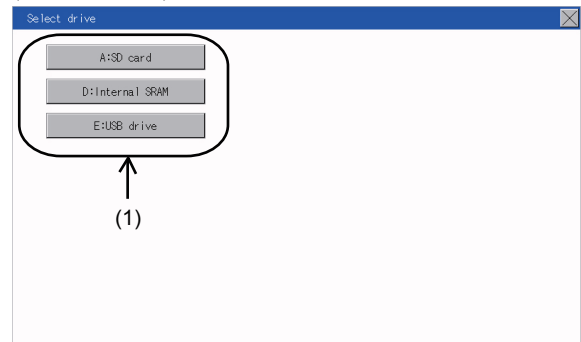 Select drive
A:SD card
D:Internal SRAM
E:USB drive
(1)